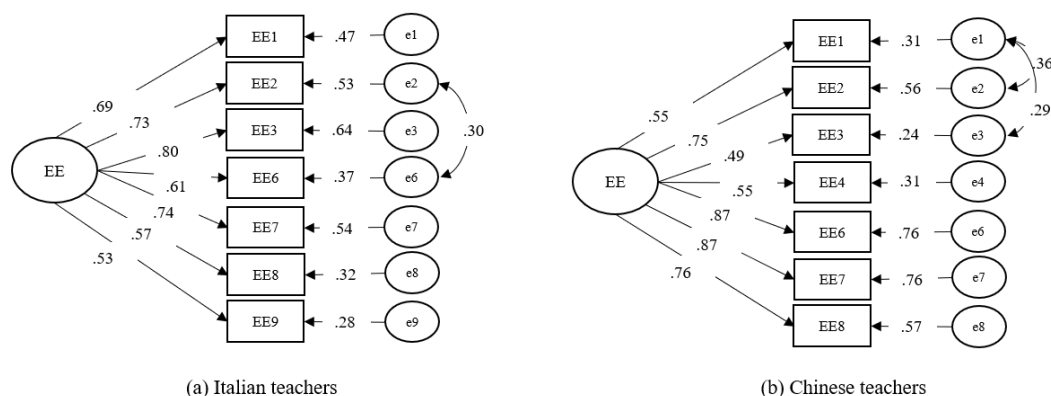 EE
.69
.73
.80
.61
.74
.57
.53
EE1 .47 e1
EE2 .53 e2
EE3 .64 e3
EE6 .37 e6
EE7 .54 e7
EE8 .32 e8
EE9 .28 e9
.30
(a) Italian teachers
EE
.55
.75
.49
.55
.87
.87
.76
EE1 .31 e1
EE2 .56 e2
EE3 .24 e3
EE4 .31 e4
EE6 .76 e6
EE7 .76 e7
EE8 .57 e8
.36
.29
(b) Chinese teachers